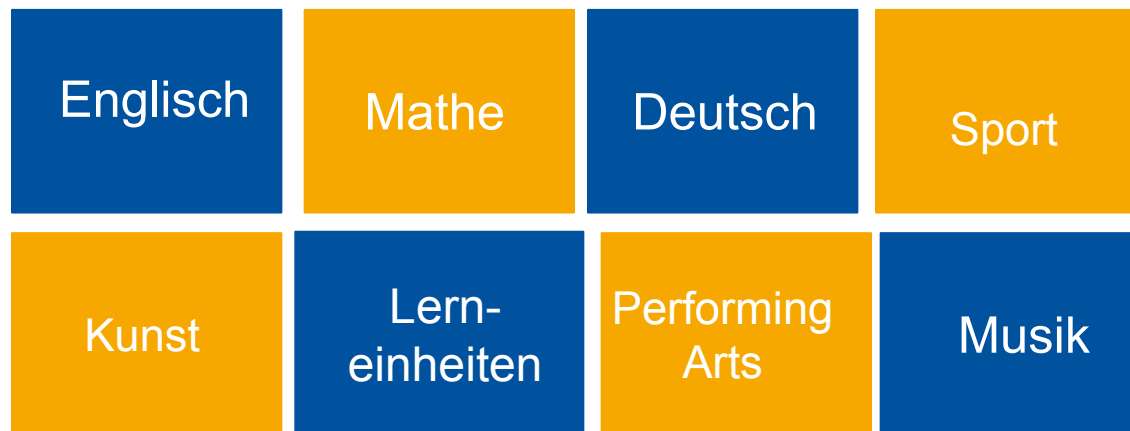 Englisch
Mathe
Deutsch
Sport
Kunst
Lern-
einheiten
Performing
Arts
Musik